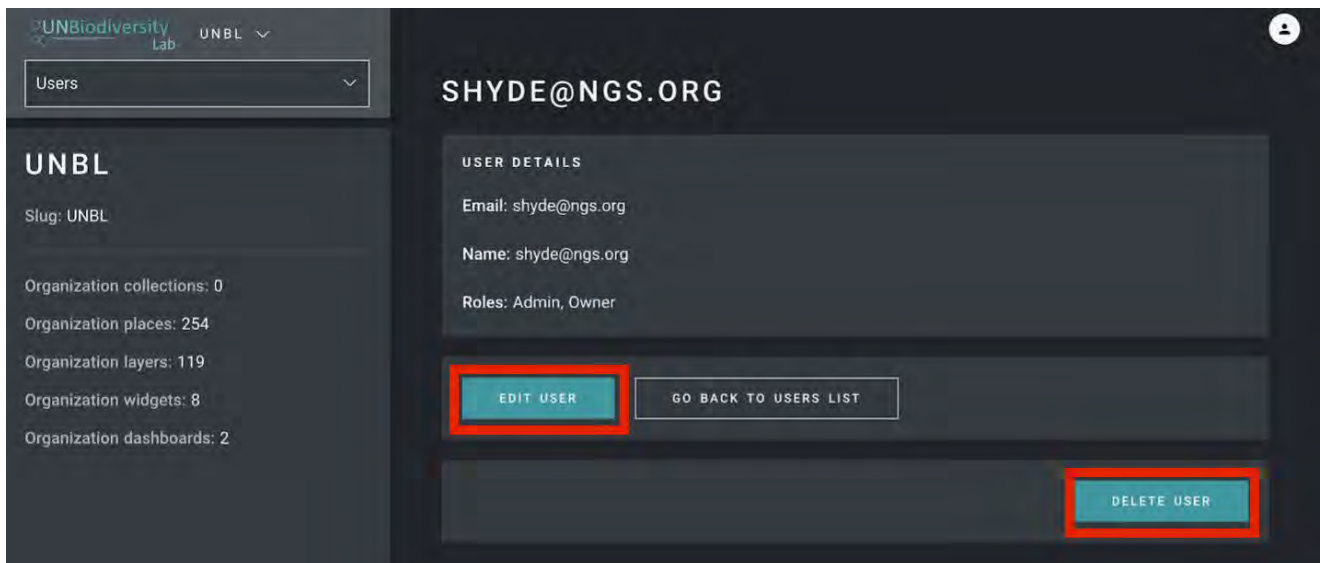 UNBiodiversity
Lab
UNBL
Users
UNBL
Slug: UNBL
Organization collections: 0
Organization places: 254
Organization layers: 119
Organization widgets: 8
Organization dashboards: 2
SHYDE@NGS.ORG
USER DETAILS
Email: shyde@ngs.org
Name: shyde@ngs.org
Roles: Admin, Owner
EDIT USER
GO BACK TO USERS LIST
DELETE USER